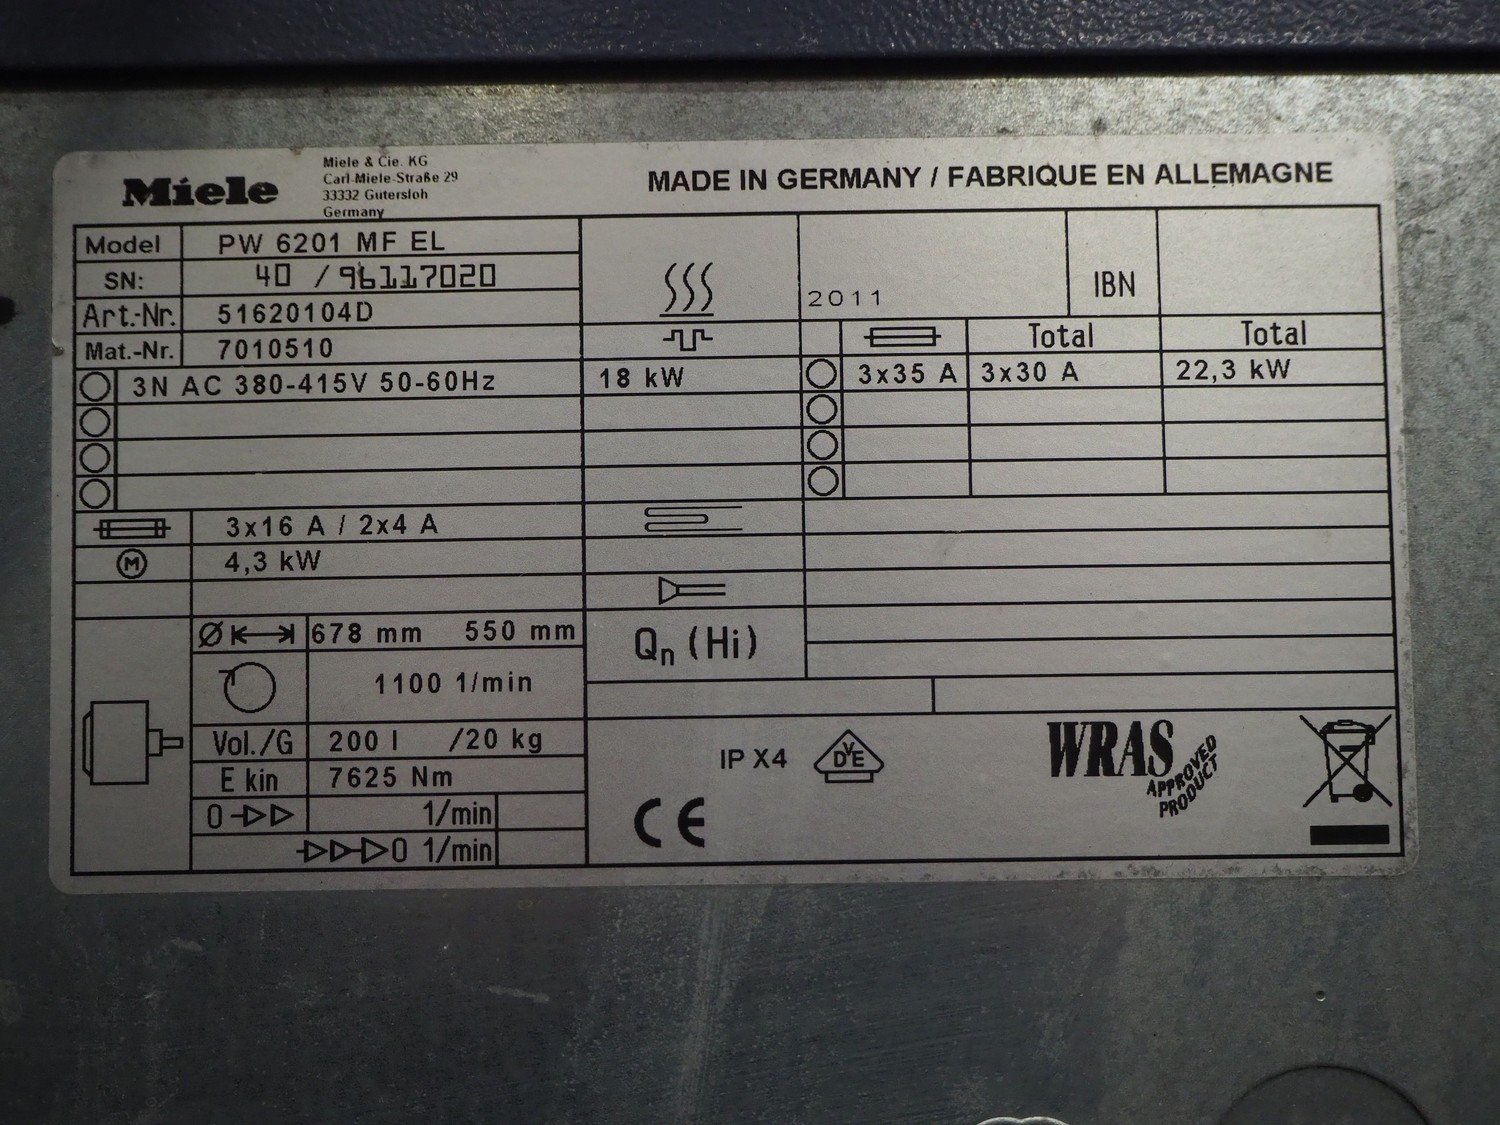 Miele
Miele & Cie. KG
Carl-Miele-Straße 29
33332 Gütersloh
Germany
MADE IN GERMANY / FABRIQUE EN ALLEMAGNE
Model PW 6201 MF EL
SN: 40 /96117020
Art.-Nr. 51620104D
Mat.-Nr. 7010510
2011 IBN
Total Total
3N AC 380-415V 50-60Hz 18 kW 3x35 A 3x30 A 22,3 kW
3x16 A / 2x4 A
M 4,3 kW
Ø 678 mm 550 mm
Qn (Hi)
1100 1/min
Vol./G 200 l /20 kg
E kin 7625 Nm
0 1/min
0 1/min
IP X4 DVE
CE
WRAS
APPROVED
PRODUCT